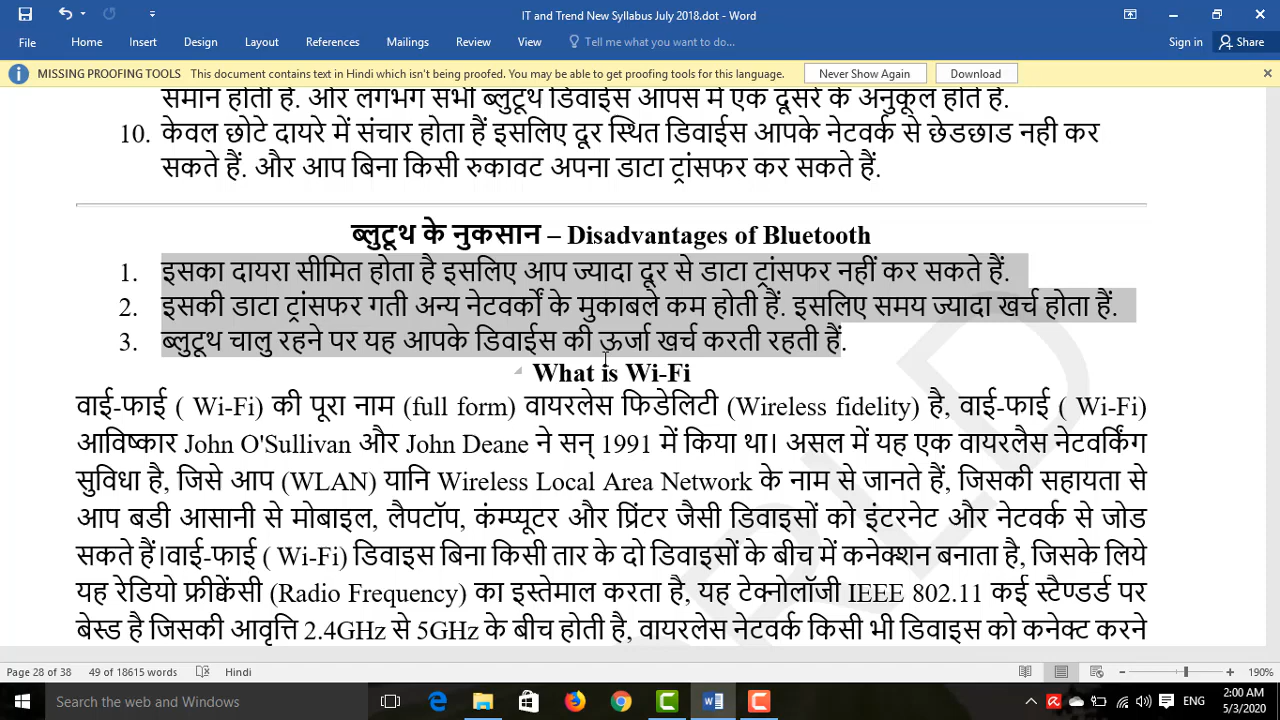 IT and Trend New Syllabus July 2018.dot - Word
File Home Insert Design Layout References Mailings Review View Tell me what you want to do... Sign in Share
MISSING PROOFING TOOLS This document contains text in Hindi which isn't being proofed. You may be able to get proofing tools for this language. Never Show Again Download
समान होती हैं. और लगभग सभी ब्लुटूथ डिवाईस आपस में एक दूसरे के अनुकूल होते हैं.
10. केवल छोटे दायरे में संचार होता हैं इसलिए दूर स्थित डिवाईस आपके नेटवर्क से छेडछाड नही कर
सकते हैं. और आप बिना किसी रुकावट अपना डाटा ट्रांसफर कर सकते हैं.
ब्लुटूथ के नुकसान – Disadvantages of Bluetooth
1. इसका दायरा सीमित होता है इसलिए आप ज्यादा दूर से डाटा ट्रांसफर नहीं कर सकते हैं.
2. इसकी डाटा ट्रांसफर गती अन्य नेटवर्कों के मुकाबले कम होती हैं. इसलिए समय ज्यादा खर्च होता हैं.
3. ब्लुटूथ चालु रहने पर यह आपके डिवाईस की ऊर्जा खर्च करती रहती हैं.
What is Wi-Fi
वाई-फाई ( Wi-Fi) की पूरा नाम (full form) वायरलेस फिडेलिटी (Wireless fidelity) है, वाई-फाई ( Wi-Fi)
आविष्कार John O'Sullivan और John Deane ने सन् 1991 में किया था। असल में यह एक वायरलैस नेटवर्किंग
सुविधा है, जिसे आप (WLAN) यानि Wireless Local Area Network के नाम से जानते हैं, जिसकी सहायता से
आप बडी आसानी से मोबाइल, लैपटॉप, कंम्प्यूटर और प्रिंटर जैसी डिवाइसों को इंटरनेट और नेटवर्क से जोड
सकते हैं।वाई-फाई ( Wi-Fi) डिवाइस बिना किसी तार के दो डिवाइसों के बीच में कनेक्शन बनाता है, जिसके लिये
यह रेडियो फ्रीकेंसी (Radio Frequency) का इस्तेमाल करता है, यह टेक्नोलॉजी IEEE 802.11 कई स्टैण्डर्ड पर
बेस्ड है जिसकी आवृत्ति 2.4GHz से 5GHz के बीच होती है, वायरलेस नेटवर्क किसी भी डिवाइस को कनेक्ट करने
Page 28 of 38 49 of 18615 words Hindi 190%
Search the web and Windows ENG 2:00 AM
5/3/2020